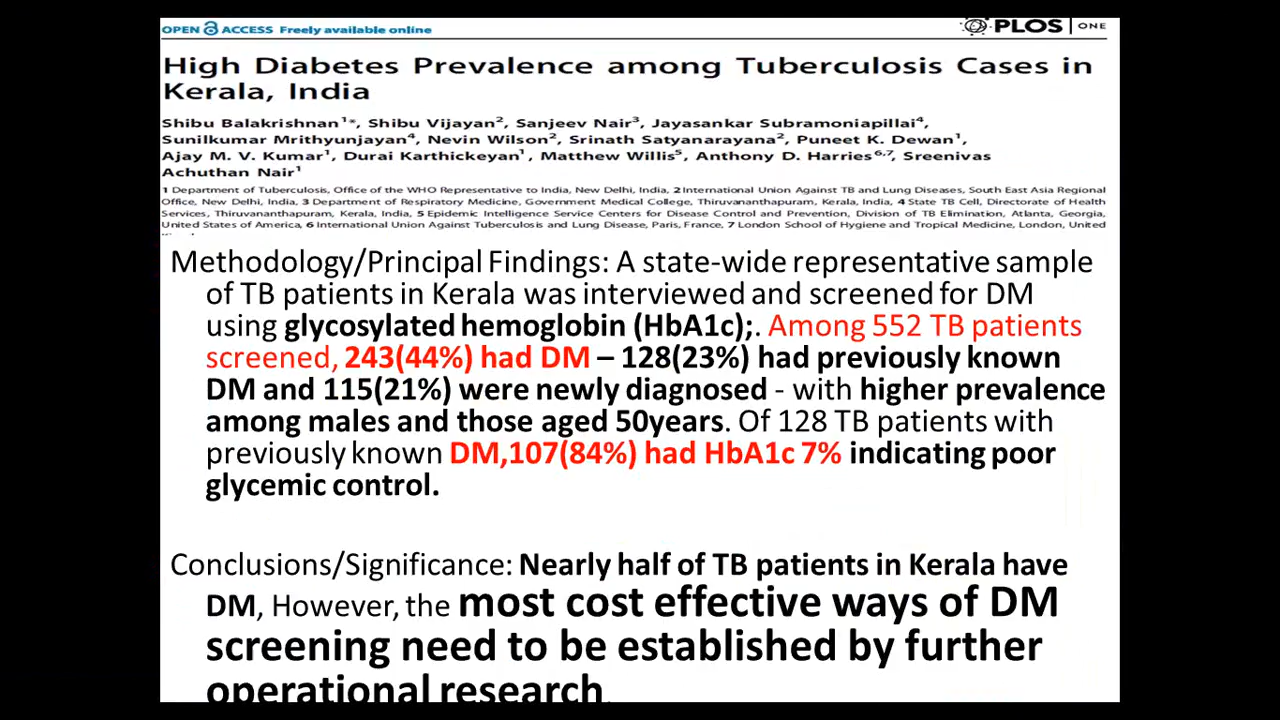 OPEN ACCESS Freely available online
PLOS ONE
High Diabetes Prevalence among Tuberculosis Cases in
Kerala, India
Shibu Balakrishnan1*, Shibu Vijayan2, Sanjeev Nair3, Jayasankar Subramoniapillai4,
Sunilkumar Mrithyunjayan4, Nevin Wilson2, Srinath Satyanarayana2, Puneet K. Dewan1,
Ajay M. V. Kumar1, Durai Karthickeyan1, Matthew Willis5, Anthony D. Harries6,7, Sreenivas
Achuthan Nair1
1 Department of Tuberculosis, Office of the WHO Representative to India, New Delhi, India, 2 International Union Against TB and Lung Diseases, South East Asia Regional
Office, New Delhi, India, 3 Department of Respiratory Medicine, Government Medical College, Thiruvananthapuram, Kerala, India, 4 State TB Cell, Directorate of Health
Services, Thiruvananthapuram, Kerala, India, 5 Epidemic Intelligence Service Centers for Disease Control and Prevention, Division of TB Elimination, Atlanta, Georgia,
United States of America, 6 International Union Against Tuberculosis and Lung Disease, Paris, France, 7 London School of Hygiene and Tropical Medicine, London, United
Methodology/Principal Findings: A state-wide representative sample
of TB patients in Kerala was interviewed and screened for DM
using glycosylated hemoglobin (HbA1c);. Among 552 TB patients
screened, 243(44%) had DM – 128(23%) had previously known
DM and 115(21%) were newly diagnosed - with higher prevalence
among males and those aged 50years. Of 128 TB patients with
previously known DM,107(84%) had HbA1c 7% indicating poor
glycemic control.
Conclusions/Significance: Nearly half of TB patients in Kerala have
DM, However, the most cost effective ways of DM
screening need to be established by further
operational research.